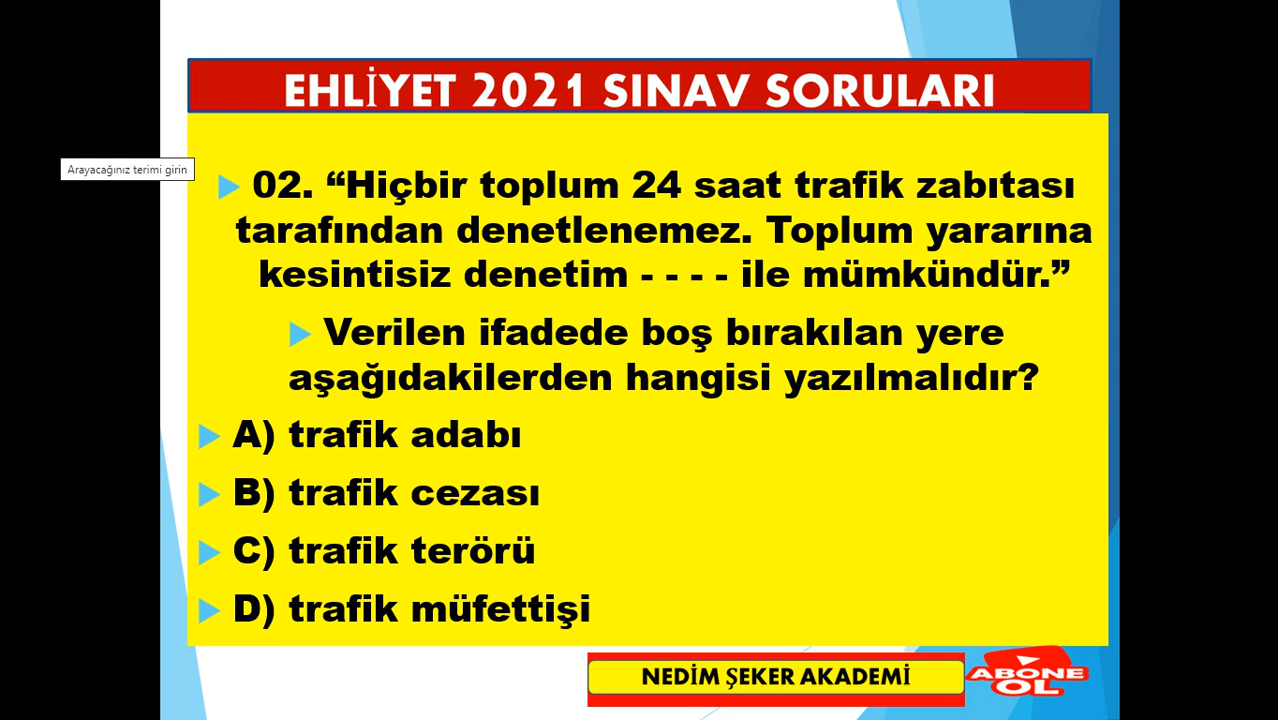 EHLİYET 2021 SINAV SORULARI
Arayacağınız terimi girin
02. “Hiçbir toplum 24 saat trafik zabıtası
tarafından denetlenemez. Toplum yararına
kesintisiz denetim - - - - ile mümkündür.”
Verilen ifadede boş bırakılan yere
aşağıdakilerden hangisi yazılmalıdır?
A) trafik adabı
B) trafik cezası
C) trafik terörü
D) trafik müfettişi
NEDİM ŞEKER AKADEMİ
ABONE
OL